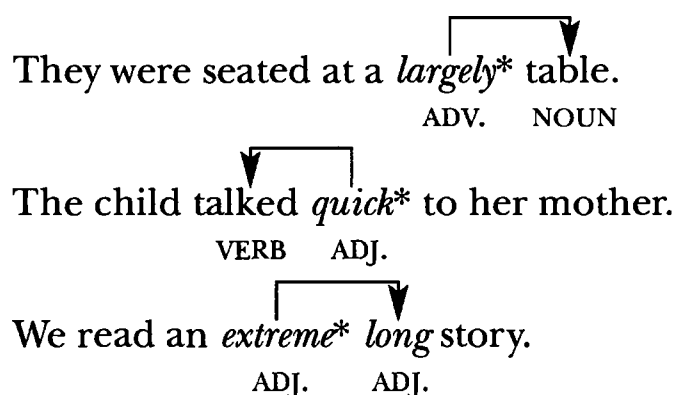 They were seated at a largely* table.
ADV. NOUN
The child talked quick* to her mother.
VERB ADJ.
We read an extreme* long story.
ADJ. ADJ.